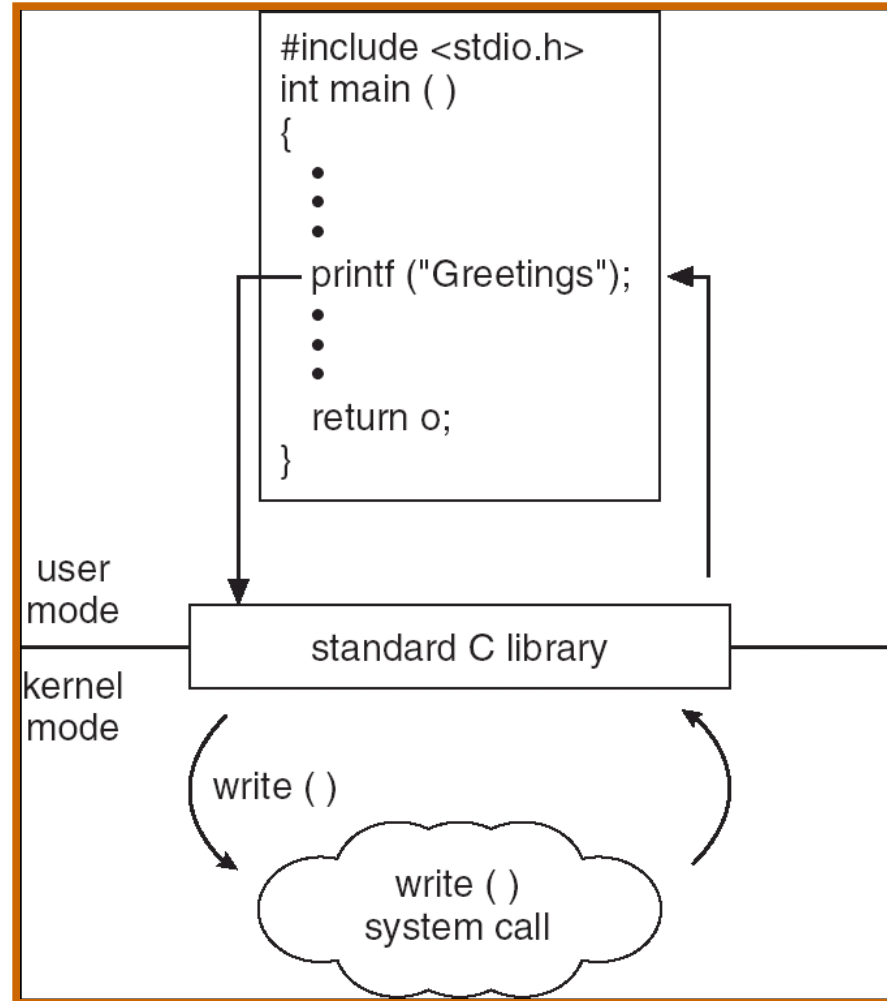 #include <stdio.h>
int main ( )
{
•
•
•
printf ("Greetings");
•
•
•
return o;
}
user
mode
standard C library
kernel
mode
write ( )
write ( )
system call